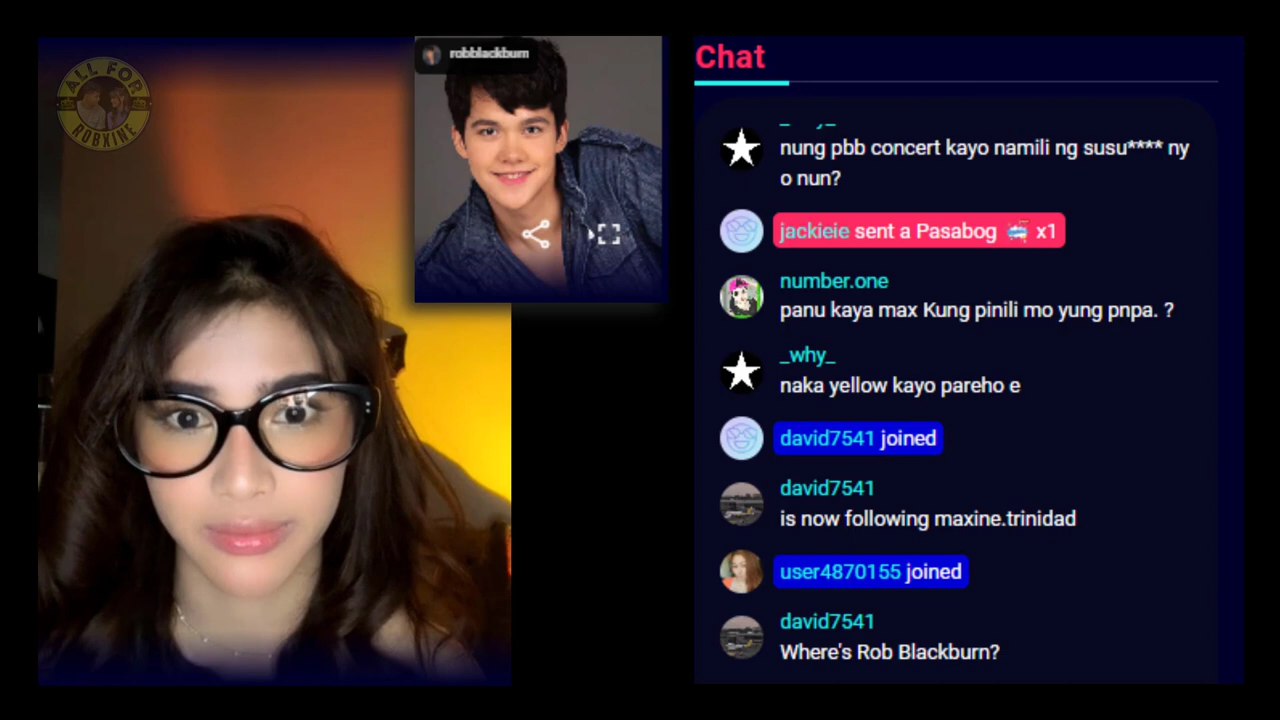 ALL FOR
ROBXINE
robblackburn
Chat
nung pbb concert kayo namili ng susu**** ny
o nun?
jackieie sent a Pasabog x1
number.one
panu kaya max Kung pinili mo yung pnpa. ?
_why_
naka yellow kayo pareho e
david7541 joined
david7541
is now following maxine.trinidad
user4870155 joined
david7541
Where's Rob Blackburn?